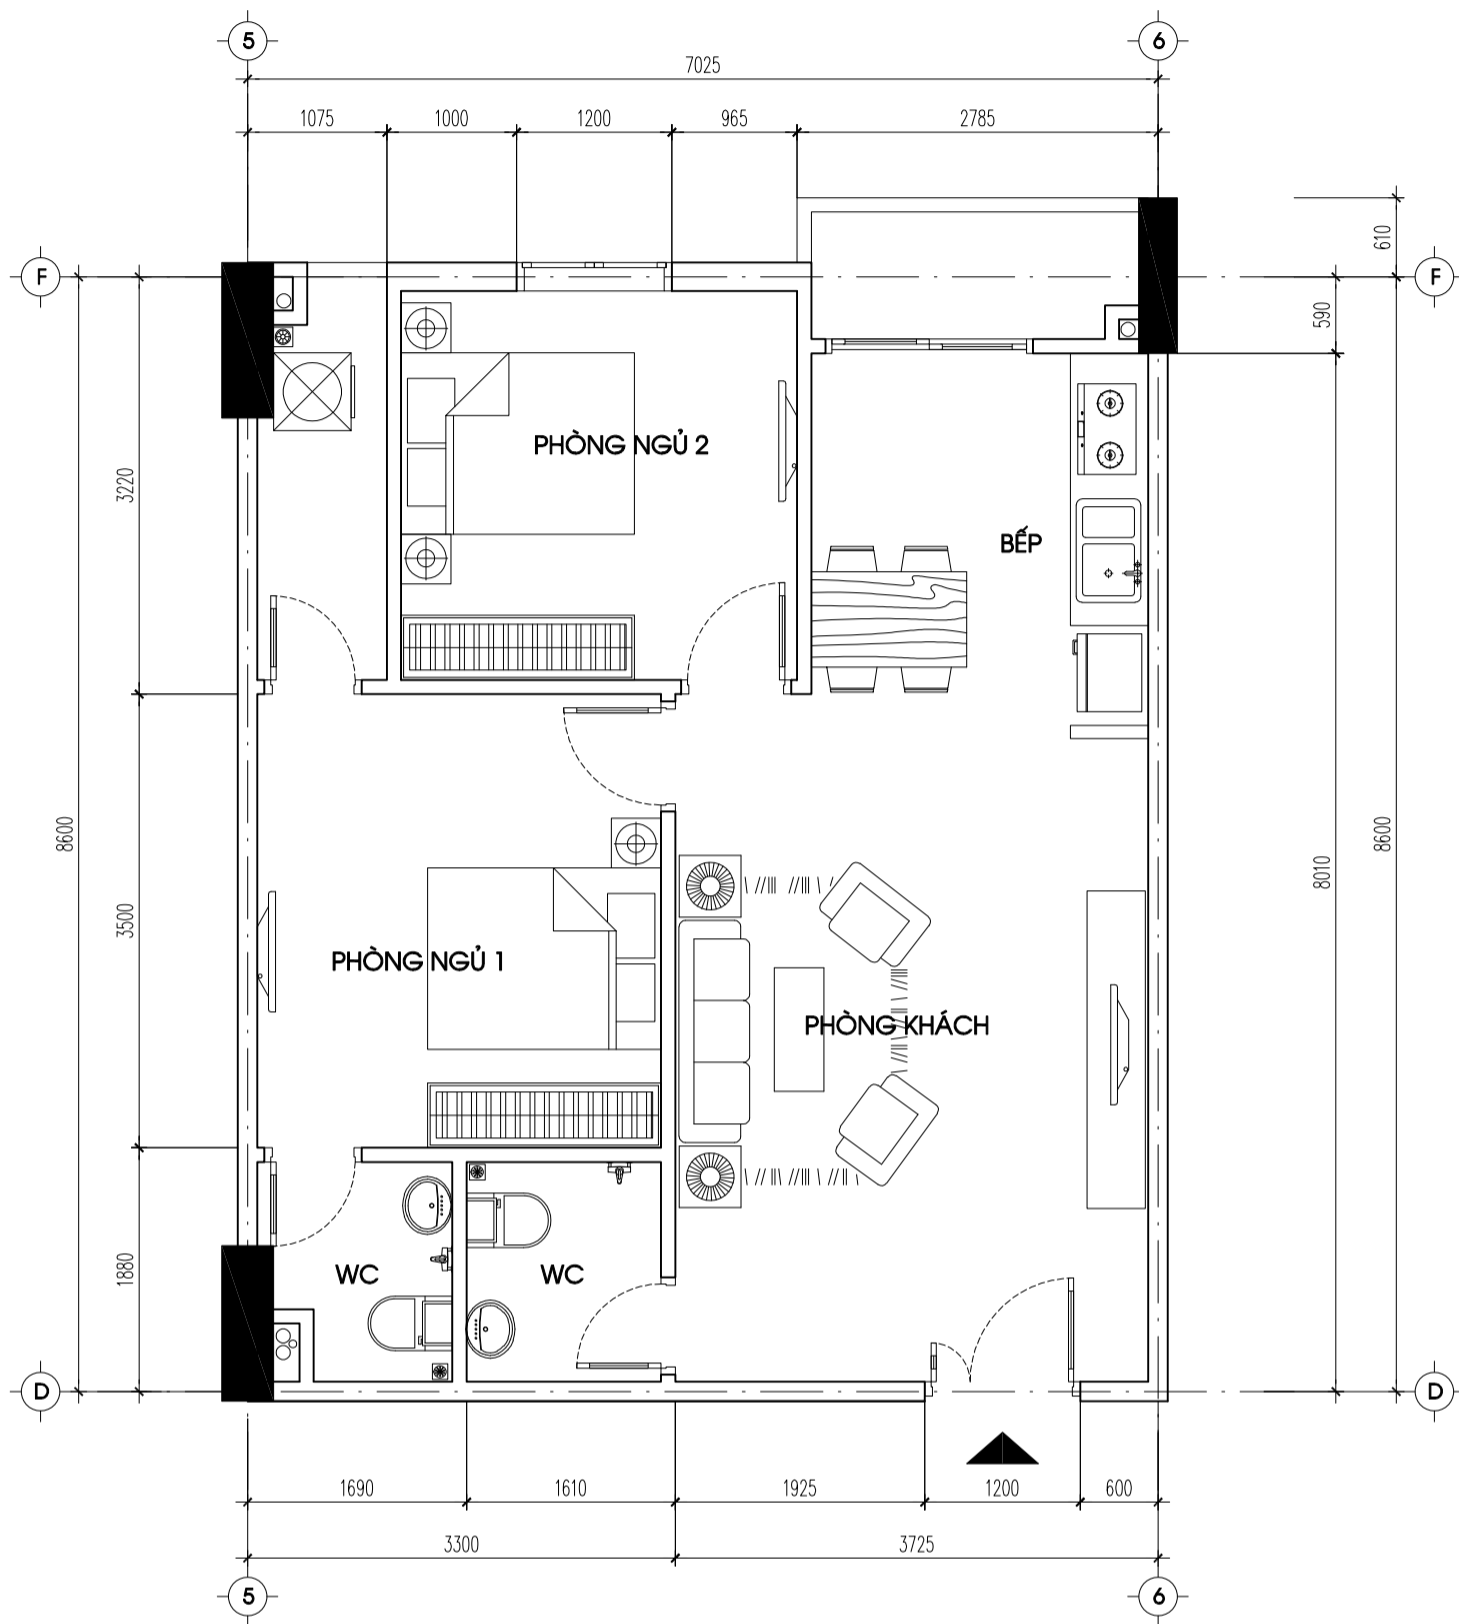 5 6
7025
1075 1000 1200 965 2785
610
F F
590
3220
PHÒNG NGỦ 2
BẾP
8600 3500 8010 8600
PHÒNG NGỦ 1
PHÒNG KHÁCH
1880
WC WC
D D
1690 1610 1925 1200 600
3300 3725
5 6